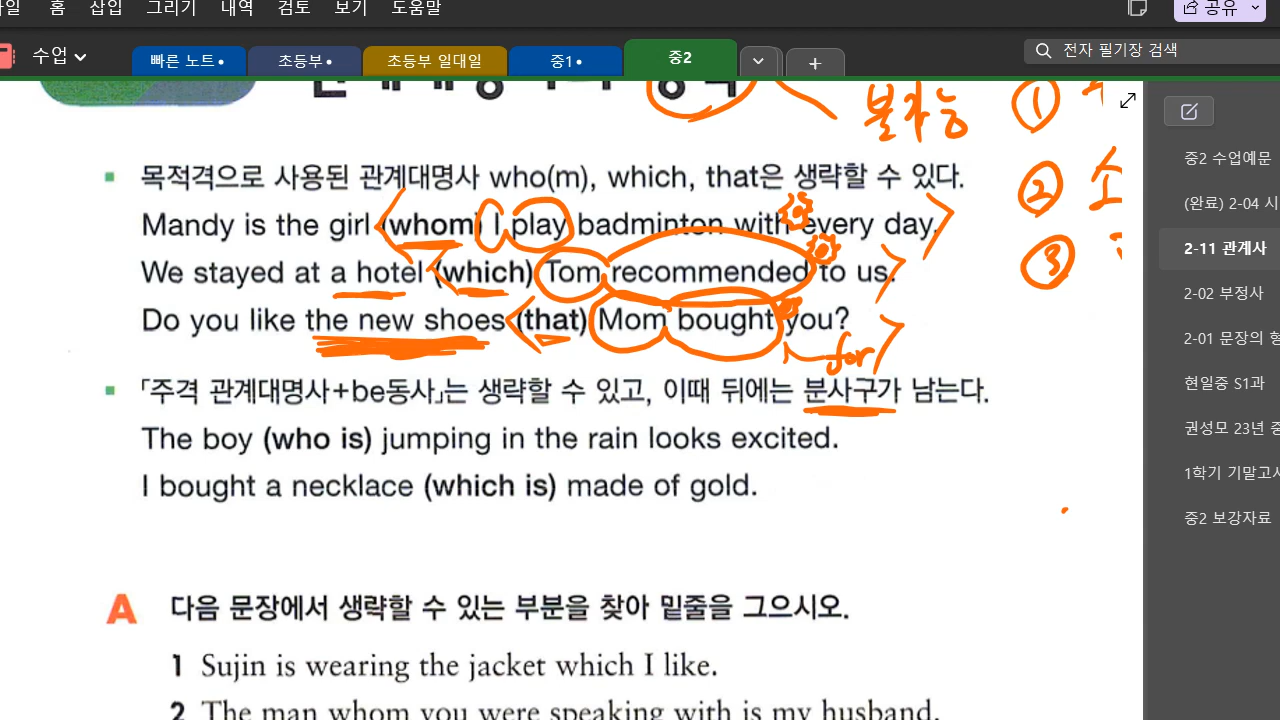 홈 삽입 그리기 내역 검토 보기 도움말
공유
수업
빠른 노트
초등부
초등부 일대일
중1
중2
전자 필기장 검색
불가능
①
②
③
목적격으로 사용된 관계대명사 who(m), which, that은 생략할 수 있다.
Mandy is the girl (whom) I play badminton with every day.
We stayed at a hotel (which) Tom recommended to us.
Do you like the new shoes (that) Mom bought you?
for
「주격 관계대명사+be동사」는 생략할 수 있고, 이때 뒤에는 분사구가 남는다.
The boy (who is) jumping in the rain looks excited.
I bought a necklace (which is) made of gold.
A 다음 문장에서 생략할 수 있는 부분을 찾아 밑줄을 그으시오.
1 Sujin is wearing the jacket which I like.
2 The man whom you were speaking with is my husband.
중2 수업예문
(완료) 2-04 시
2-11 관계사
2-02 부정사
2-01 문장의 형
현일중 S1과
권성모 23년 중
1학기 기말고사
중2 보강자료